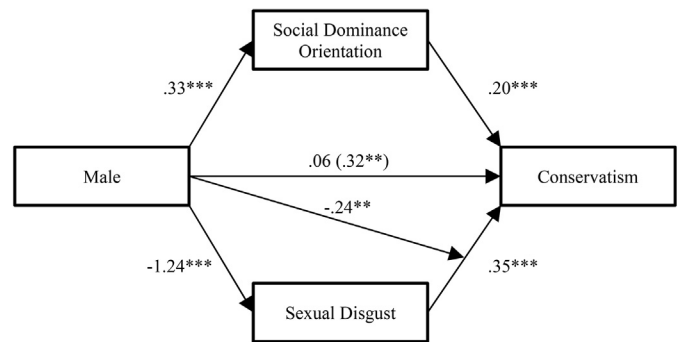 Social Dominance
Orientation
.33***
.20***
Male
.06 (.32**)
Conservatism
-.24**
-1.24***
.35***
Sexual Disgust